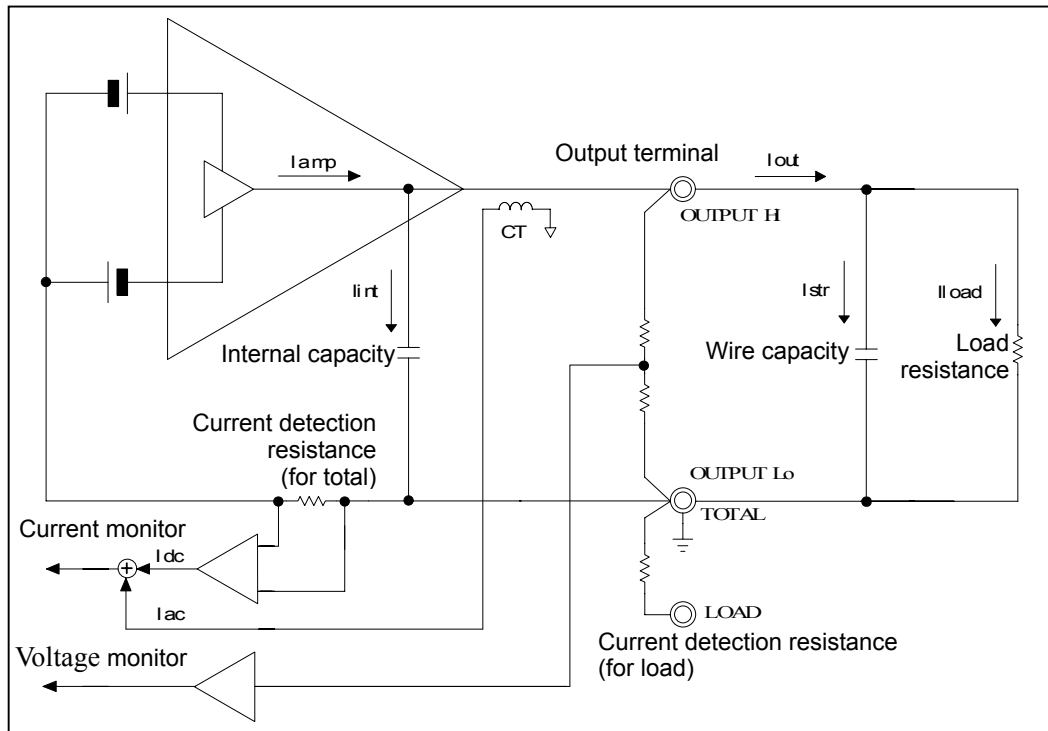 Iamp
Output terminal
Iout
OUTPUT Hi
CT
Iint
Internal capacity
Istr
Iload
Wire capacity
Load
resistance
Current detection
resistance
(for total)
OUTPUT Lo
TOTAL
Current monitor
Idc
Iac
LOAD
Current detection resistance
(for load)
Voltage monitor